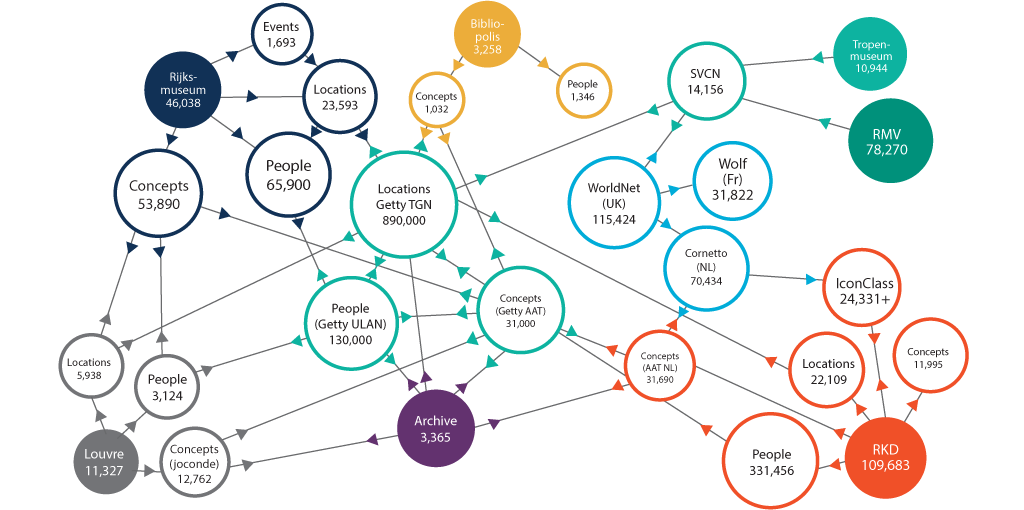 Events
1,693
Biblio-
polis
3,258
Tropen-
museum
10,944
Rijks-
museum
46,038
Locations
23,593
Concepts
1,032
People
1,346
SVCN
14,156
RMV
78,270
People
65,900
Concepts
53,890
Locations
Getty TGN
890,000
WorldNet
(UK)
115,424
Wolf
(Fr)
31,822
Cornetto
(NL)
70,434
IconClass
24,331+
People
(Getty ULAN)
130,000
Concepts
(Getty AAT)
31,000
Locations
5,938
People
3,124
Concepts
(AAT NL)
31,690
Locations
22,109
Concepts
11,995
Louvre
11,327
Concepts
(joconde)
12,762
Archive
3,365
People
331,456
RKD
109,683